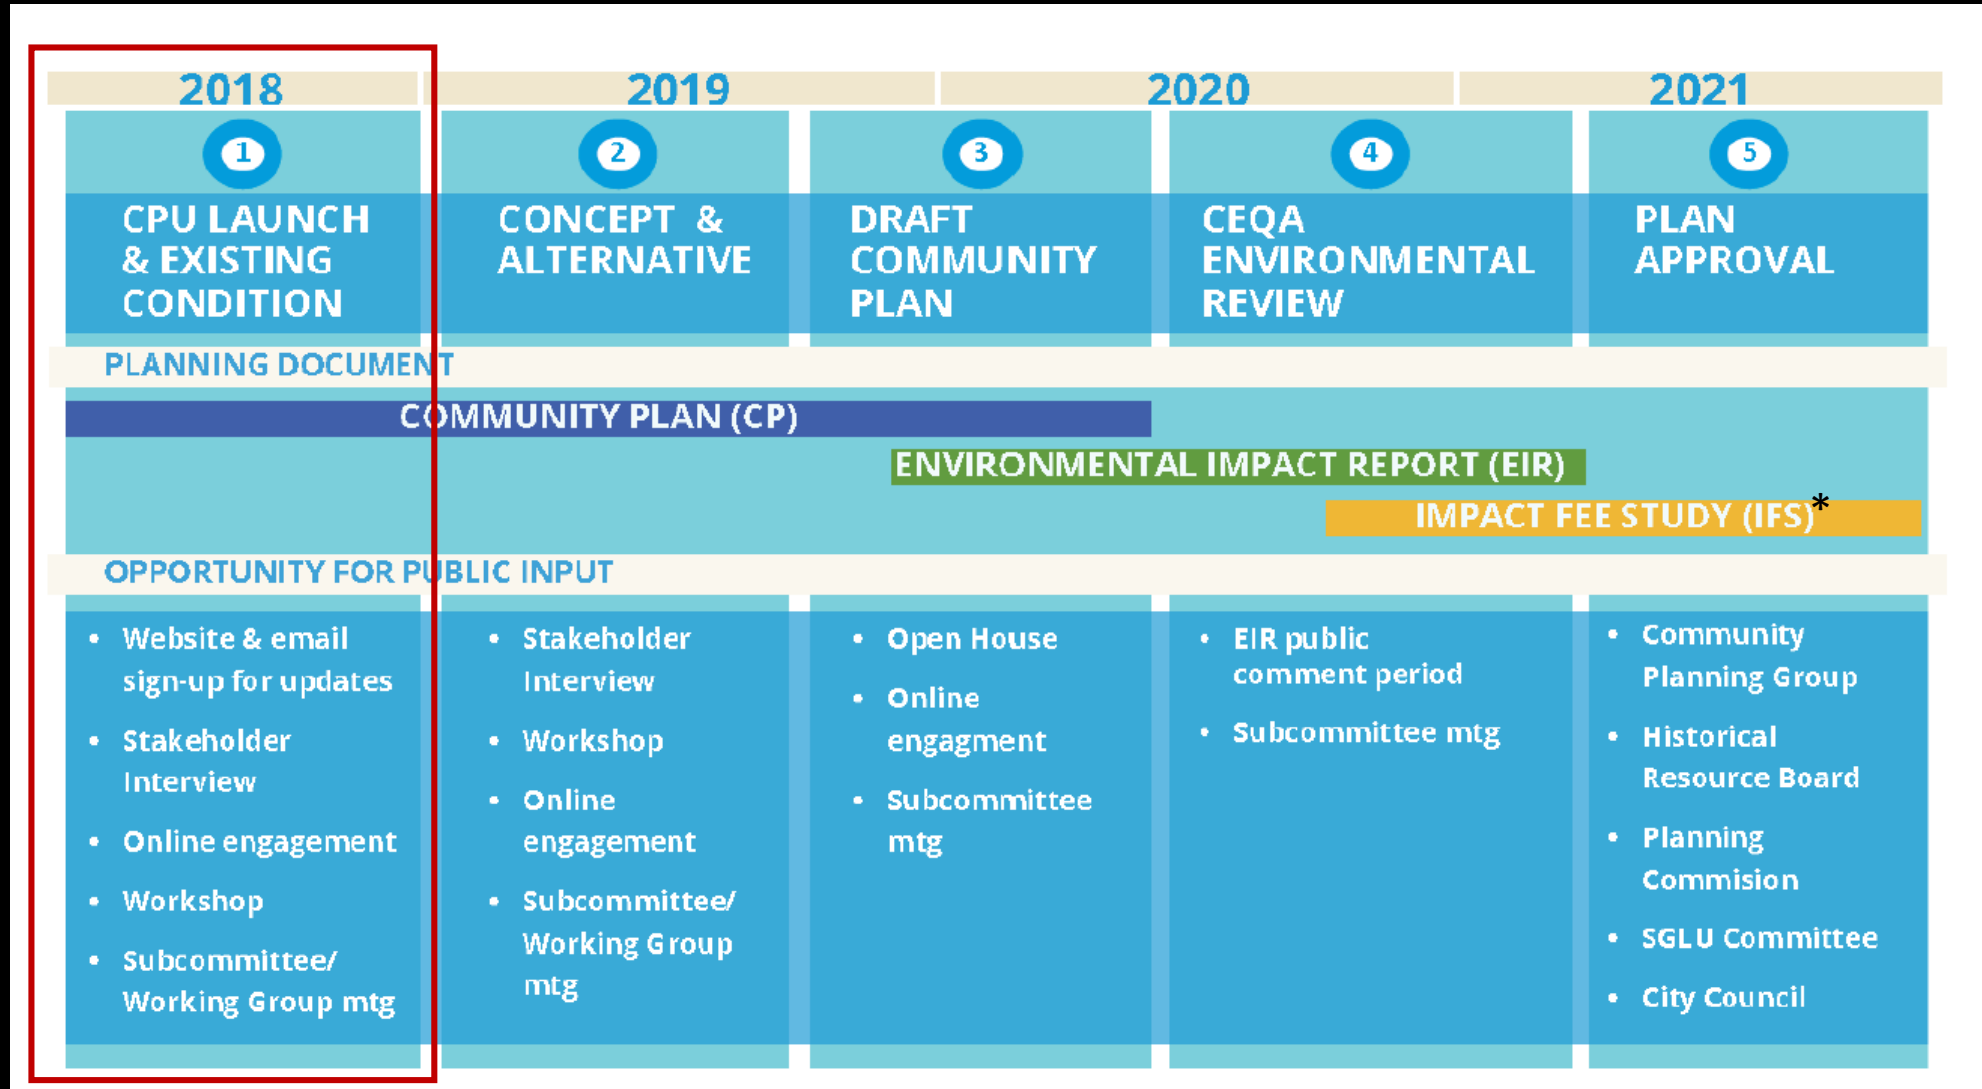 2018
2019
2020
2021
1
2
3
4
5
CPU LAUNCH
& EXISTING
CONDITION
CONCEPT &
ALTERNATIVE
DRAFT
COMMUNITY
PLAN
CEQA
ENVIRONMENTAL
REVIEW
PLAN
APPROVAL
PLANNING DOCUMENT
COMMUNITY PLAN (CP)
ENVIRONMENTAL IMPACT REPORT (EIR)
IMPACT FEE STUDY (IFS)*
OPPORTUNITY FOR PUBLIC INPUT
• Website & email
sign-up for updates
• Stakeholder
Interview
• Online engagement
• Workshop
• Subcommittee/
Working Group mtg
• Stakeholder
Interview
• Workshop
• Online
engagement
• Subcommittee/
Working Group
mtg
• Open House
• Online
engagment
• Subcommittee
mtg
• EIR public
comment period
• Subcommittee mtg
• Community
Planning Group
• Historical
Resource Board
• Planning
Commision
• SGLU Committee
• City Council